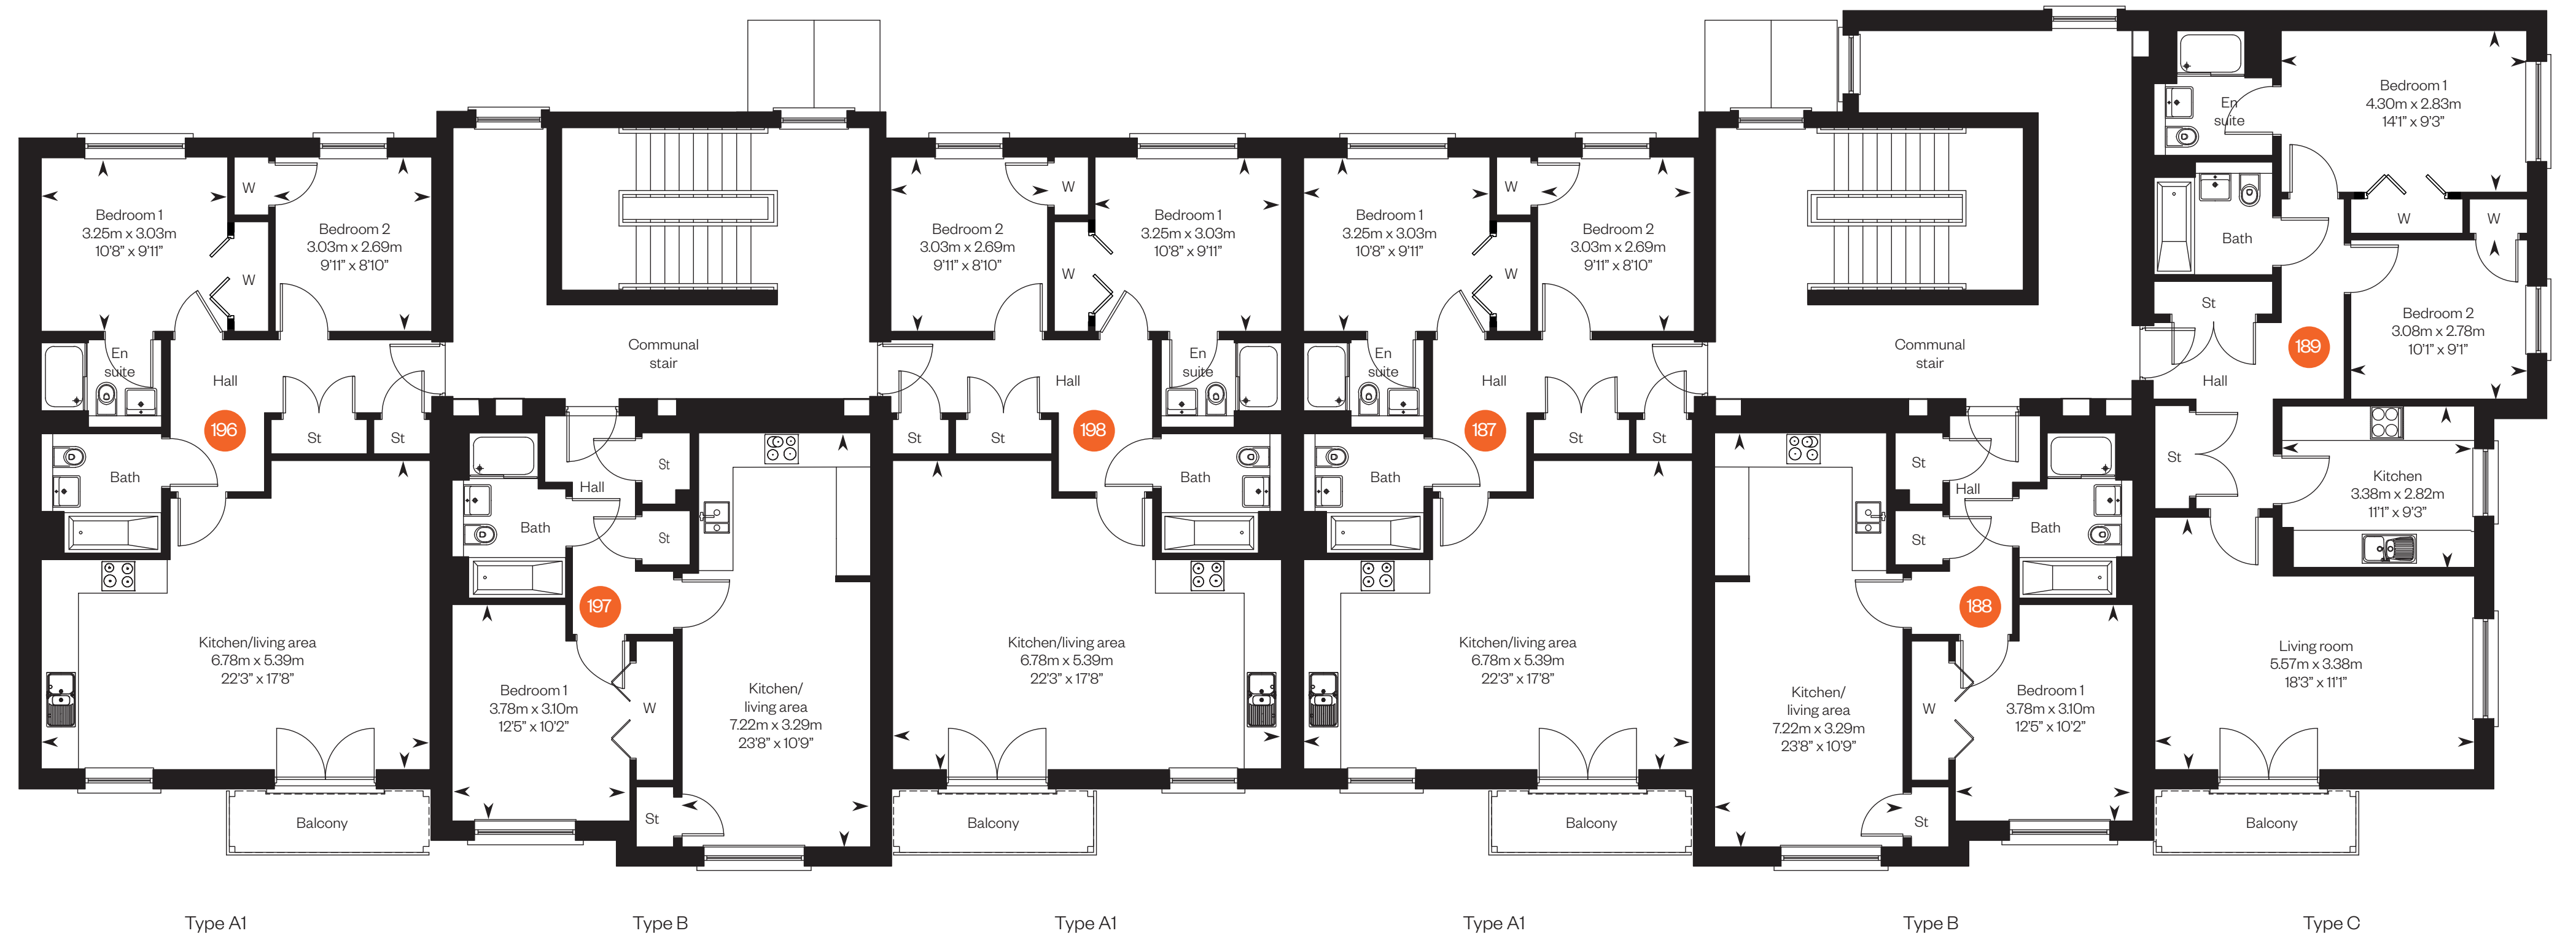 Bedroom 1
3.25m x 3.03m
10'8" x 9'11"
W
W
Bedroom 2
3.03m x 2.69m
9'11" x 8'10"
En
suite
Hall
196
St
St
Bath
Kitchen/living area
6.78m x 5.39m
22'3" x 17'8"
Balcony
Type A1
Communal
stair
St
Hall
Bath
St
197
Bedroom 1
3.78m x 3.10m
12'5" x 10'2"
W
Kitchen/
living area
7.22m x 3.29m
23'8" x 10'9"
St
Type B
Bedroom 2
3.03m x 2.69m
9'11" x 8'10"
W
W
Bedroom 1
3.25m x 3.03m
10'8" x 9'11"
En
suite
Hall
198
St
St
Bath
Kitchen/living area
6.78m x 5.39m
22'3" x 17'8"
Balcony
Type A1
Bedroom 1
3.25m x 3.03m
10'8" x 9'11"
W
W
Bedroom 2
3.03m x 2.69m
9'11" x 8'10"
En
suite
Hall
187
St
St
Bath
Kitchen/living area
6.78m x 5.39m
22'3" x 17'8"
Balcony
Type A1
Communal
stair
St
Hall
St
Bath
188
Kitchen/
living area
7.22m x 3.29m
23'8" x 10'9"
W
Bedroom 1
3.78m x 3.10m
12'5" x 10'2"
St
Type B
En
suite
Bedroom 1
4.30m x 2.83m
14'1" x 9'3"
W
W
Bath
St
Bedroom 2
3.08m x 2.78m
10'1" x 9'1"
189
Hall
St
Kitchen
3.38m x 2.82m
11'1" x 9'3"
Living room
5.57m x 3.38m
18'3" x 11'1"
Balcony
Type C